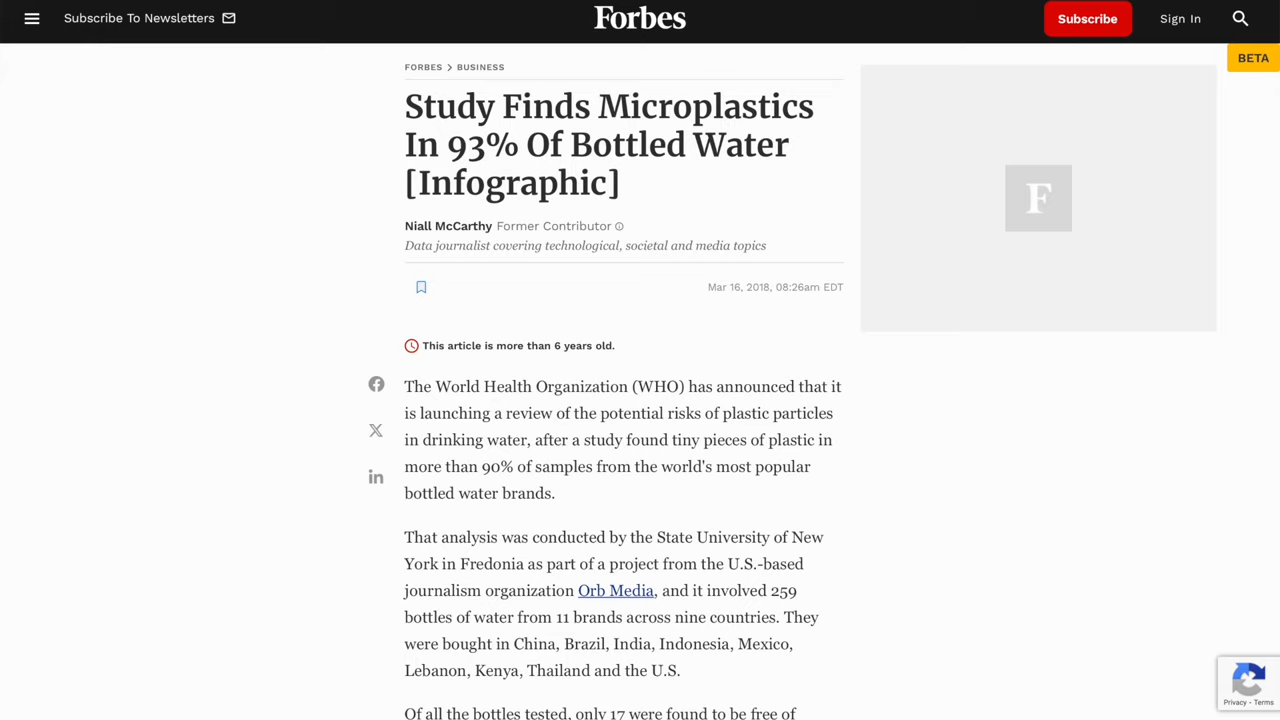 Subscribe To Newsletters
Forbes
Subscribe
Sign In
BETA
FORBES > BUSINESS
Study Finds Microplastics
In 93% Of Bottled Water
[Infographic]
Niall McCarthy Former Contributor
Data journalist covering technological, societal and media topics
Mar 16, 2018, 08:26am EDT
F
This article is more than 6 years old.
The World Health Organization (WHO) has announced that it
is launching a review of the potential risks of plastic particles
in drinking water, after a study found tiny pieces of plastic in
more than 90% of samples from the world's most popular
bottled water brands.
That analysis was conducted by the State University of New
York in Fredonia as part of a project from the U.S.-based
journalism organization Orb Media, and it involved 259
bottles of water from 11 brands across nine countries. They
were bought in China, Brazil, India, Indonesia, Mexico,
Lebanon, Kenya, Thailand and the U.S.
Of all the bottles tested, only 17 were found to be free of
Privacy - Terms